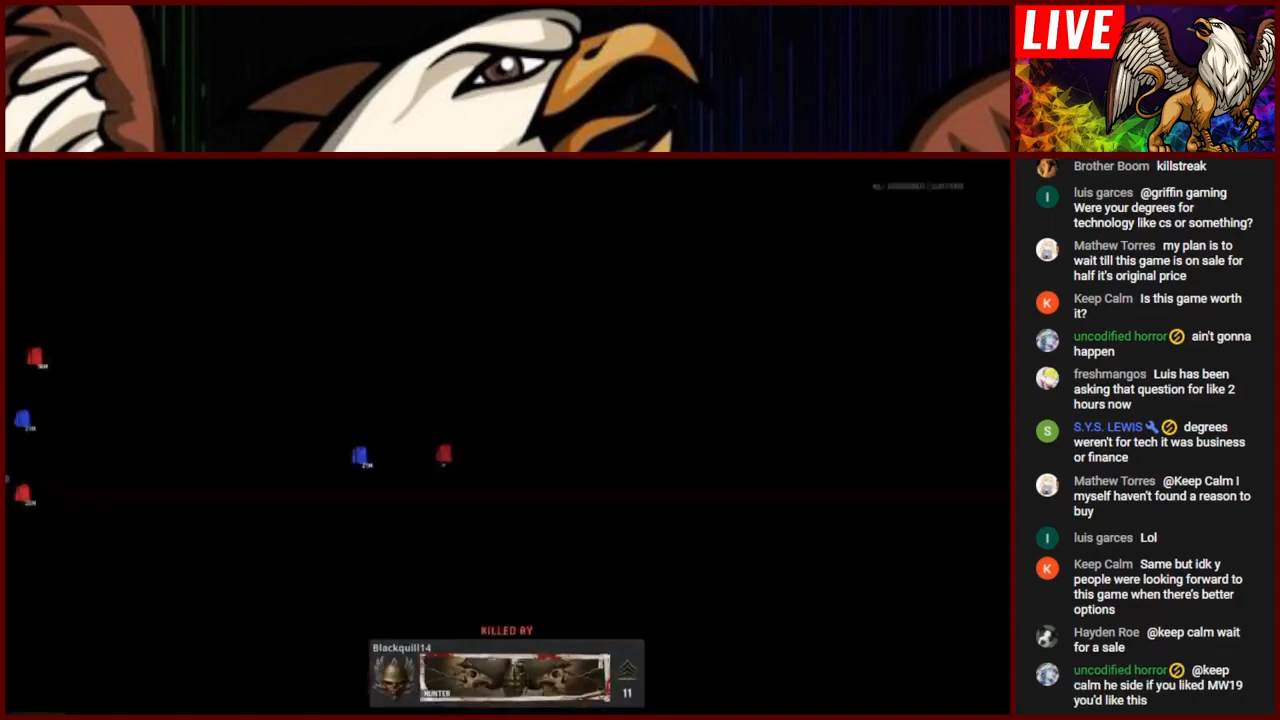 LIVE
Brother Boom killstreak
luis garces @griffin gaming
Were your degrees for
technology like cs or something?
Mathew Torres my plan is to
wait till this game is on sale for
half it's original price
K
Keep Calm Is this game worth
it?
uncodified horror ain't gonna
happen
freshmangos Luis has been
asking that question for like 2
hours now
S
S.Y.S. LEWIS degrees
weren't for tech it was business
or finance
Mathew Torres @Keep Calm I
myself haven't found a reason to
buy
l
luis garces Lol
K
Keep Calm Same but idk y
people were looking forward to
this game when there's better
options
Hayden Roe @keep calm wait
for a sale
uncodified horror @keep
calm he side if you liked MW19
you'd like this
KILLED BY
Blackquill14
HUNTER
11